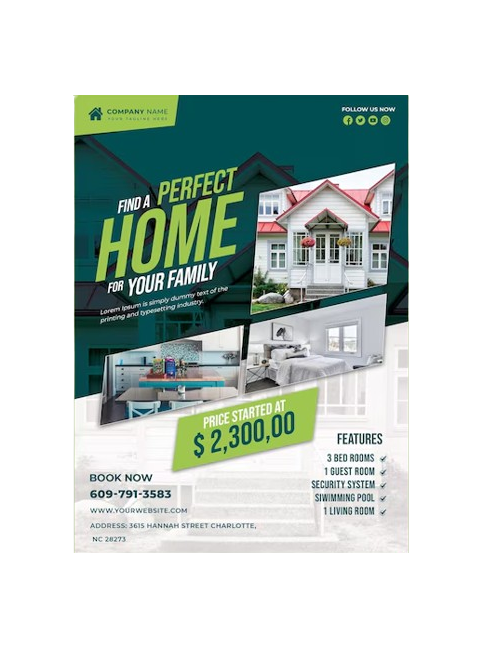 COMPANY NAME
YOUR TAGLINE HERE
FOLLOW US NOW
FIND A PERFECT
HOME
FOR YOUR FAMILY
Lorem Ipsum is simply dummy text of the
printing and typesetting industry.
PRICE STARTED AT
$ 2,300,00
FEATURES
3 BED ROOMS
1 GUEST ROOM
SECURITY SYSTEM
SIWIMMING POOL
1 LIVING ROOM
BOOK NOW
609-791-3583
WWW.YOURWEBSITE.COM
ADDRESS: 3615 HANNAH STREET CHARLOTTE,
NC 28273